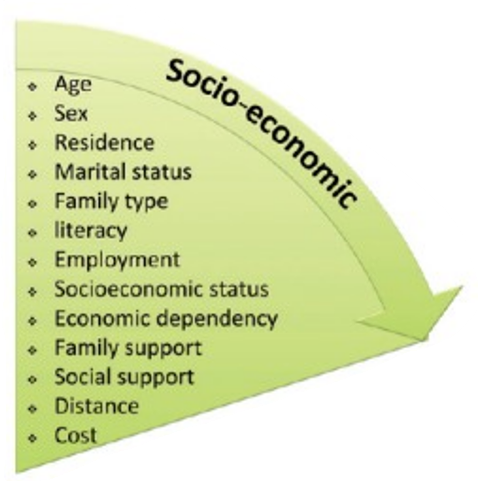 Socio-economic
❖ Age
❖ Sex
❖ Residence
❖ Marital status
❖ Family type
❖ literacy
❖ Employment
❖ Socioeconomic status
❖ Economic dependency
❖ Family support
❖ Social support
❖ Distance
❖ Cost